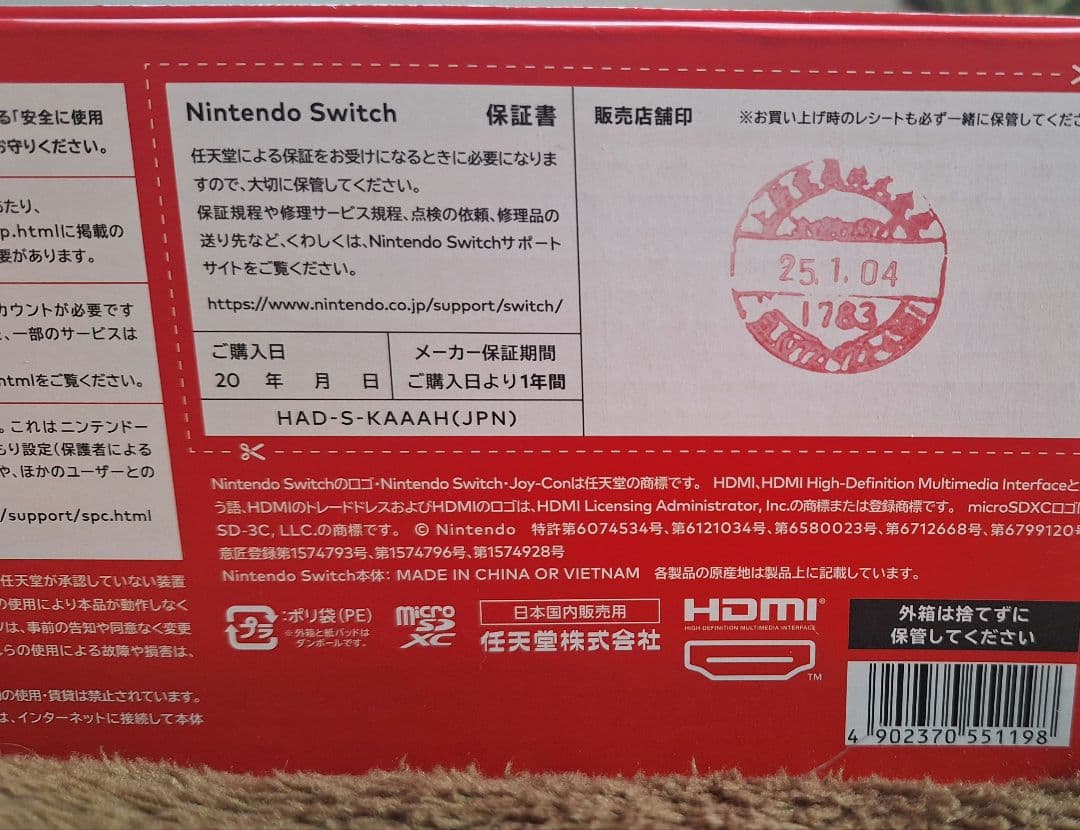 る「安全に使用
お守りください。
たり、
p.htmlに掲載の
要があります。
カウントが必要です
、一部のサービスは
htmlをご覧ください。
。これはニンテンドー
もり設定(保護者による
や、ほかのユーザーとの
/support/spc.html
任天堂が承認していない装置
の使用により本品が動作しなく
は、事前の告知や同意なく変更
らの使用による故障や損害は、
の使用・賃貸は禁止されています。
は、インターネットに接続して本体
Nintendo Switch 保証書
任天堂による保証をお受けになるときに必要になりま
すので、大切に保管してください。
保証規程や修理サービス規程、点検の依頼、修理品の
送り先など、くわしくは、Nintendo Switchサポート
サイトをご覧ください。
https://www.nintendo.co.jp/support/switch/
ご購入日
20 年 月 日
メーカー保証期間
ご購入日より1年間
HAD-S-KAAAH(JPN)
販売店舗印 ※お買い上げ時のレシートも必ず一緒に保管してくださ
25.1.04
1783
Nintendo Switchのロゴ・Nintendo Switch・Joy-Conは任天堂の商標です。 HDMI、HDMI High-Definition Multimedia Interfaceと
う語、HDMIのトレードドレスおよびHDMIのロゴは、HDMI Licensing Administrator, Inc.の商標または登録商標です。 microSDXCロゴ
SD-3C, LLC.の商標です。 © Nintendo 特許第6074534号、第6121034号、第6580023号、第6712668号、第6799120号
意匠登録第1574793号、第1574796号、第1574928号
Nintendo Switch本体: MADE IN CHINA OR VIETNAM 各製品の原産地は製品上に記載しています。
プラ
:ポリ袋(PE)
※外箱と紙パッドは
ダンボールです。
micro
SD
XC
日本国内販売用
任天堂株式会社
HDMI®
HIGH-DEFINITION MULTIMEDIA INTERFACE
TM
外箱は捨てずに
保管してください
4 902370 551198